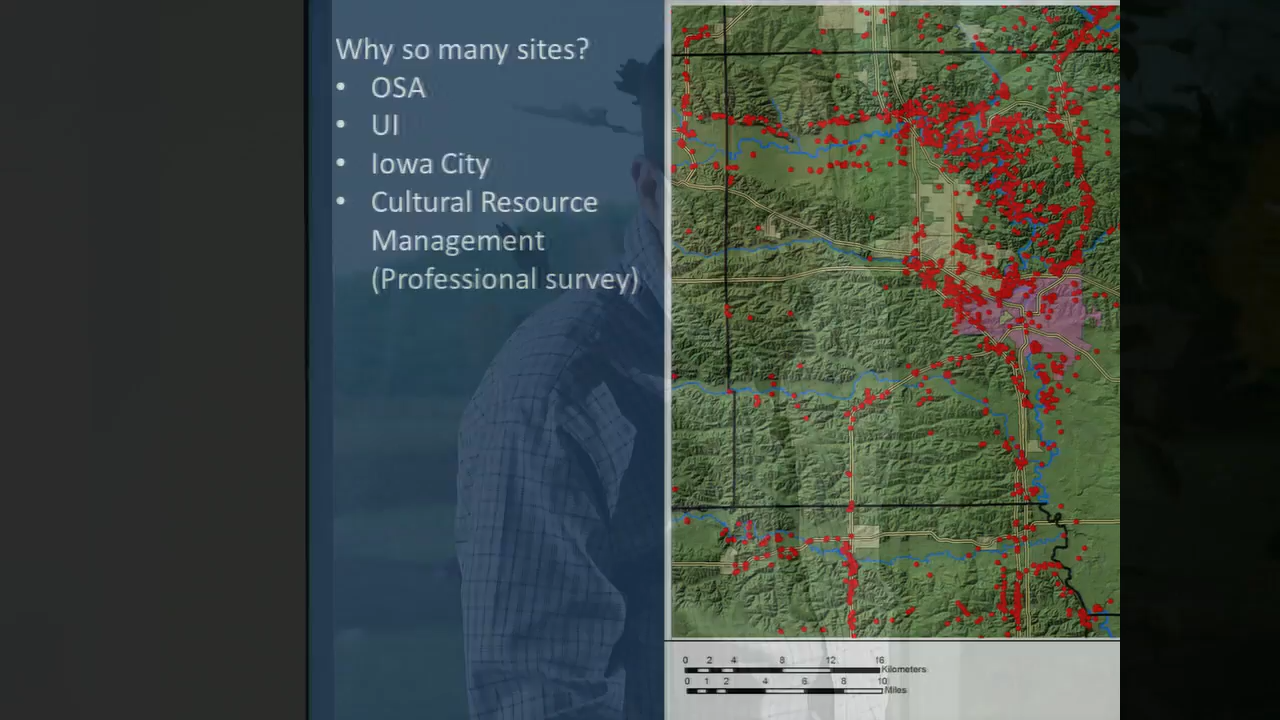 Why so many sites?
• OSA
• UI
• Iowa City
• Cultural Resource
Management
(Professional survey)
0 2 4 8 12 16
Kilometers
0 1 2 4 6 8 10
Miles